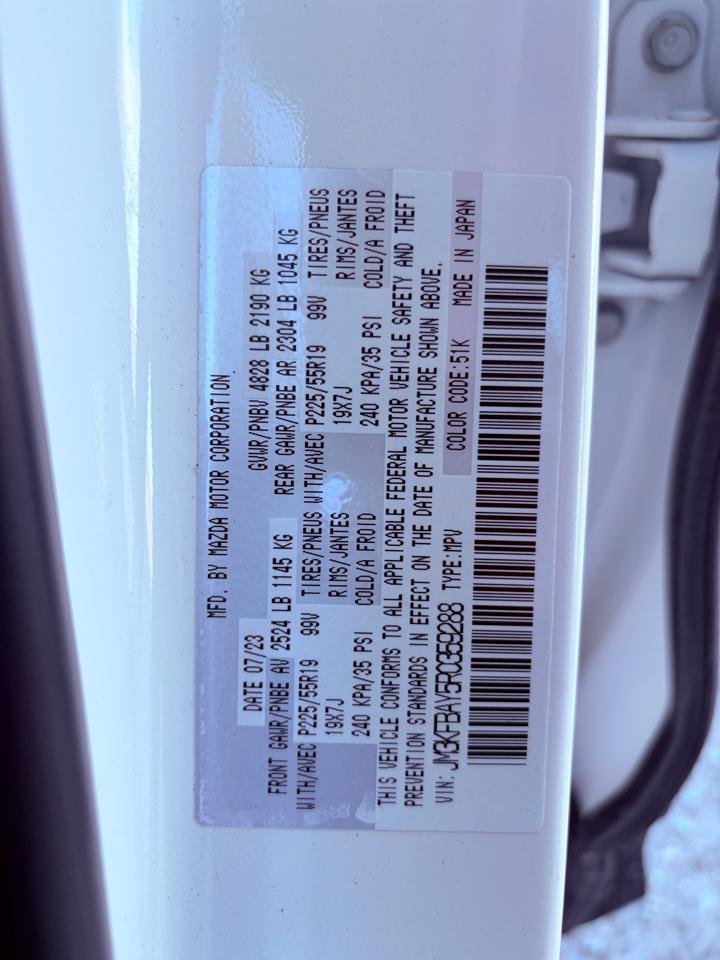 MFD. BY MAZDA MOTOR CORPORATION
DATE 07/23 GVWR/PNBV 4828 LB 2190 KG
FRONT GAWR/PNBE AV 2524 LB 1145 KG REAR GAWR/PNBE AR 2304 LB 1045 KG
WITH/AVEC P225/55R19 99V TIRES/PNEUS WITH/AVEC P225/55R19 99V TIRES/PNEUS
19X7J RIMS/JANTES 19X7J RIMS/JANTES
240 KPA/35 PSI COLD/A FROID 240 KPA/35 PSI COLD/A FROID
THIS VEHICLE CONFORMS TO ALL APPLICABLE FEDERAL MOTOR VEHICLE SAFETY AND THEFT
PREVENTION STANDARDS IN EFFECT ON THE DATE OF MANUFACTURE SHOWN ABOVE.
VIN: JM3KFBAY5RC359288 TYPE:MPV COLOR CODE:51K MADE IN JAPAN